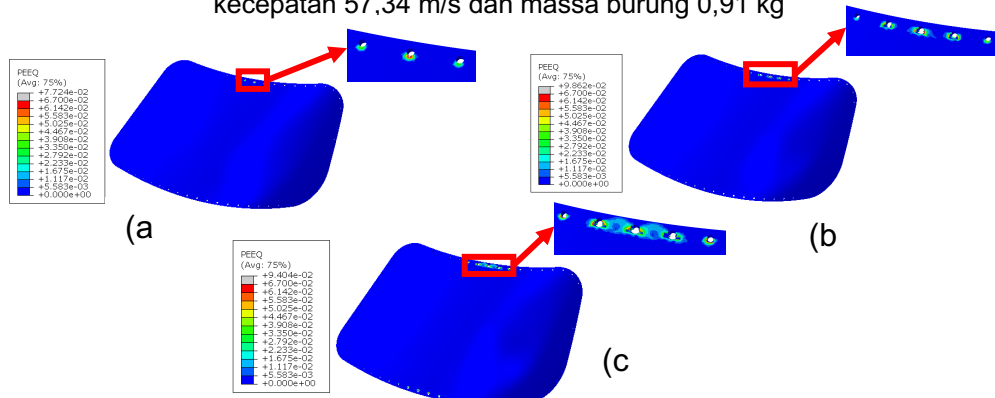 kecepatan 57,34 m/s dan massa burung 0,91 kg
PEEQ
(Avg: 75%)
+7.724e-02
+6.700e-02
+6.142e-02
+5.583e-02
+5.025e-02
+4.467e-02
+3.908e-02
+3.350e-02
+2.792e-02
+2.233e-02
+1.675e-02
+1.117e-02
+5.583e-03
+0.000e+00
(a
PEEQ
(Avg: 75%)
+9.862e-02
+6.700e-02
+6.142e-02
+5.583e-02
+5.025e-02
+4.467e-02
+3.908e-02
+3.350e-02
+2.792e-02
+2.233e-02
+1.675e-02
+1.117e-02
+5.583e-03
+0.000e+00
(b
PEEQ
(Avg: 75%)
+9.404e-02
+6.700e-02
+6.142e-02
+5.583e-02
+5.025e-02
+4.467e-02
+3.908e-02
+3.350e-02
+2.792e-02
+2.233e-02
+1.675e-02
+1.117e-02
+5.583e-03
+0.000e+00
(c